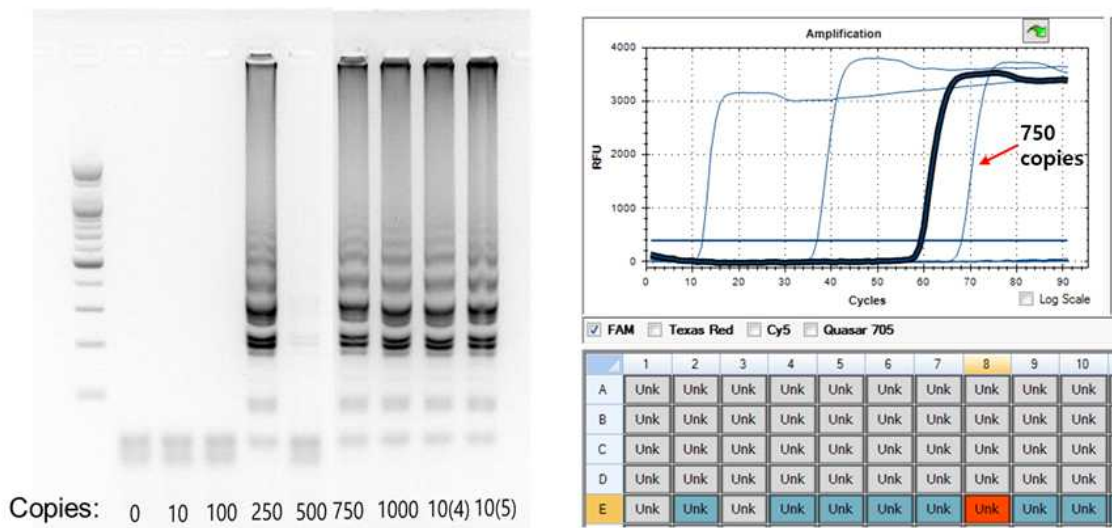 Copies: 0 10 100 250 500 750 1000 10(4) 10(5)
Amplification
4000
3000
2000
1000
0
RFU
0 10 20 30 40 50 60 70 80 90
Cycles
750
copies
Log Scale
FAM Texas Red Cy5 Quasar 705
1 2 3 4 5 6 7 8 9 10
A Unk Unk Unk Unk Unk Unk Unk Unk Unk Unk
B Unk Unk Unk Unk Unk Unk Unk Unk Unk Unk
C Unk Unk Unk Unk Unk Unk Unk Unk Unk Unk
D Unk Unk Unk Unk Unk Unk Unk Unk Unk Unk
E Unk Unk Unk Unk Unk Unk Unk Unk Unk Unk